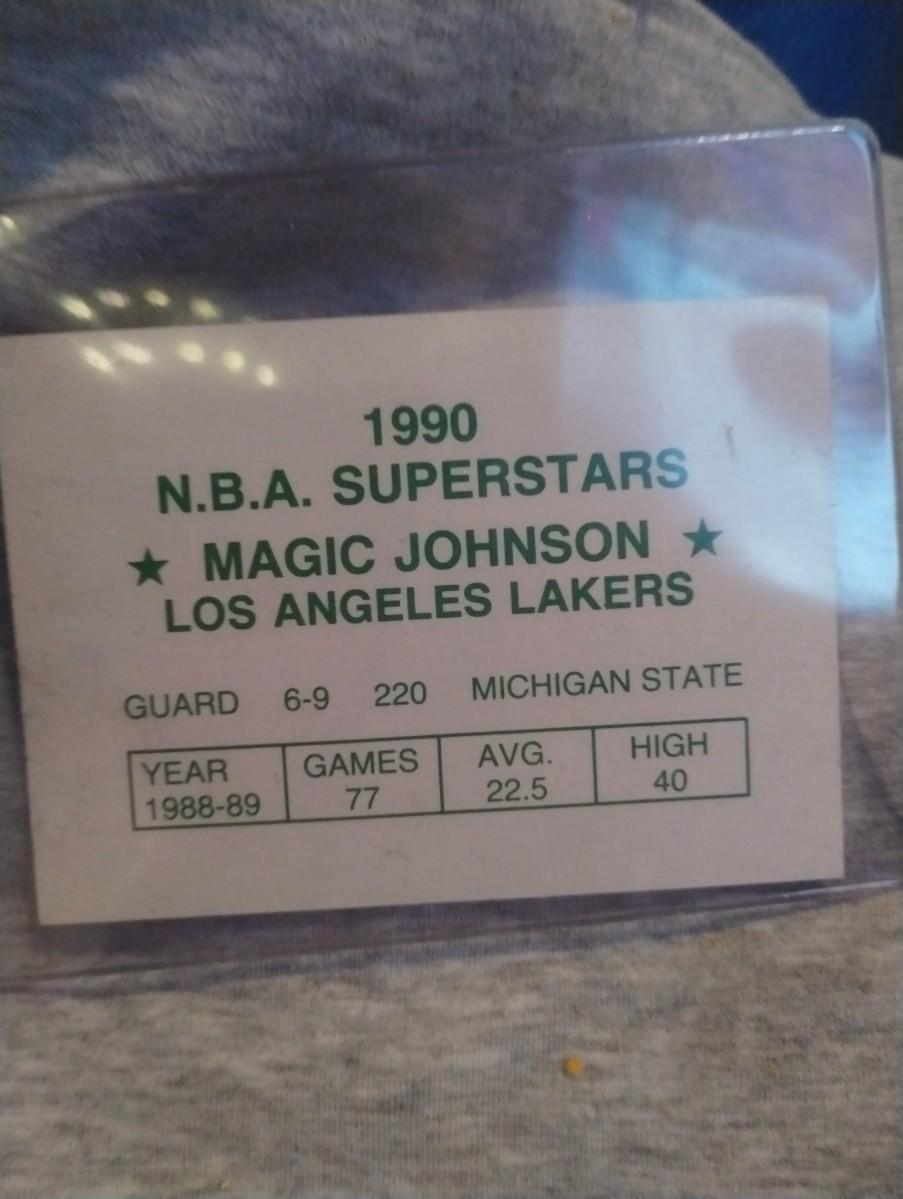 1990
N.B.A. SUPERSTARS
★ MAGIC JOHNSON ★
LOS ANGELES LAKERS
GUARD 6-9 220 MICHIGAN STATE
YEAR GAMES AVG. HIGH
1988-89 77 22.5 40